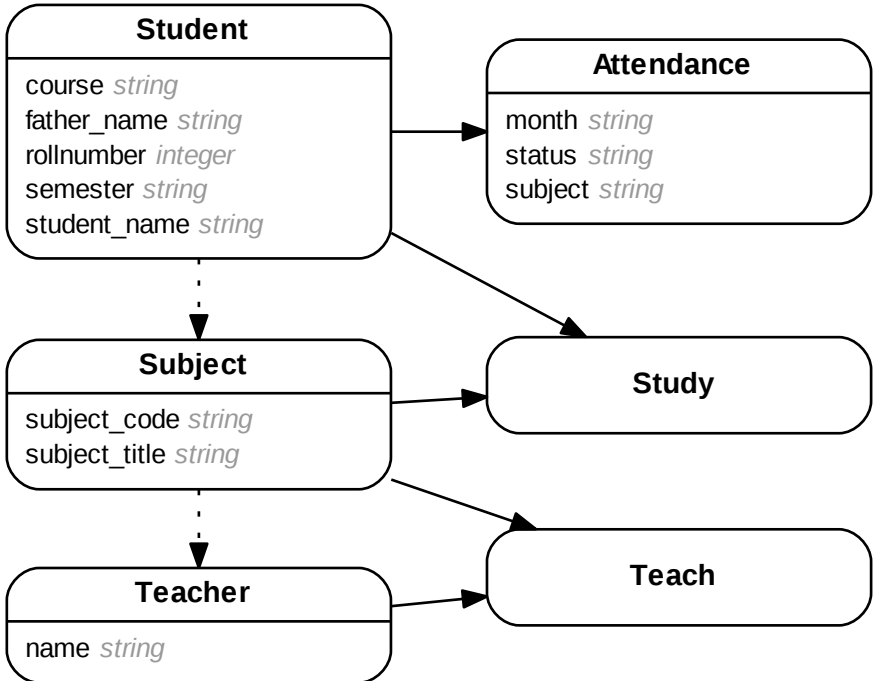 Student
course string
father_name string
rollnumber integer
semester string
student_name string
Attendance
month string
status string
subject string
Subject
subject_code string
subject_title string
Study
Teacher
name string
Teach